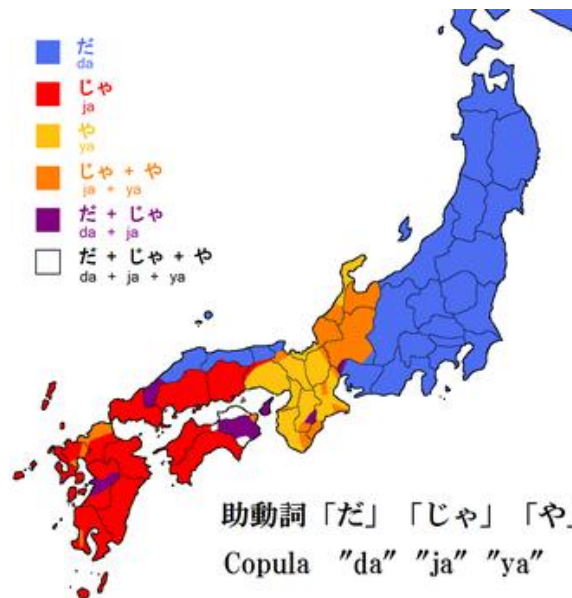 だ
da
じゃ
ja
や
ya
じゃ + や
ja + ya
だ + じゃ
da + ja
だ + じゃ + や
da + ja + ya
助動詞「だ」「じゃ」「や」
Copula "da" "ja" "ya"